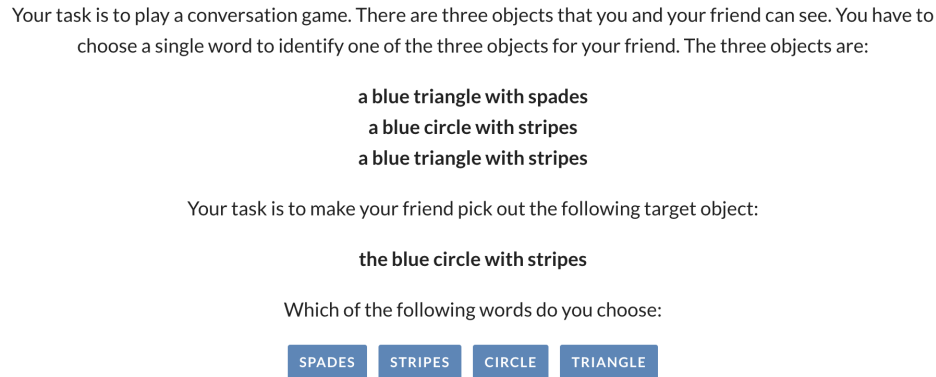 Your task is to play a conversation game. There are three objects that you and your friend can see. You have to
choose a single word to identify one of the three objects for your friend. The three objects are:
a blue triangle with spades
a blue circle with stripes
a blue triangle with stripes
Your task is to make your friend pick out the following target object:
the blue circle with stripes
Which of the following words do you choose:
SPADES STRIPES CIRCLE TRIANGLE